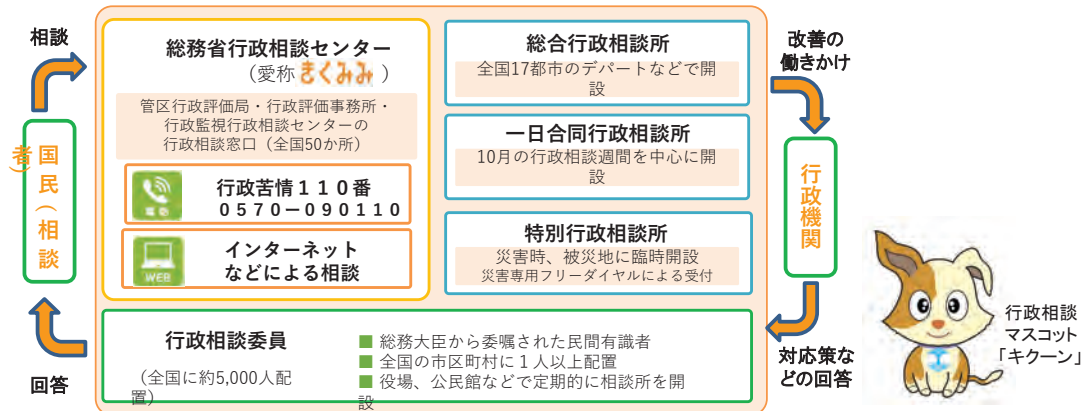 相談
国民(相談者)
回答
総務省行政相談センター
(愛称 きくみみ )
管区行政評価局・行政評価事務所・
行政監視行政相談センターの
行政相談窓口（全国50か所）
電話
行政苦情１１０番
０５７０ー０９０１１０
WEB
インターネット
などによる相談
総合行政相談所
全国17都市のデパートなどで開
設
一日合同行政相談所
10月の行政相談週間を中心に開
設
特別行政相談所
災害時、被災地に臨時開設
災害専用フリーダイヤルによる受付
行政相談委員
（全国に約5,000人配
置）
■ 総務大臣から委嘱された民間有識者
■ 全国の市区町村に１人以上配置
■ 役場、公民館などで定期的に相談所を開
設
改善の
働きかけ
行政機関
対応策な
どの回答
行政相談
マスコット
「キクーン」